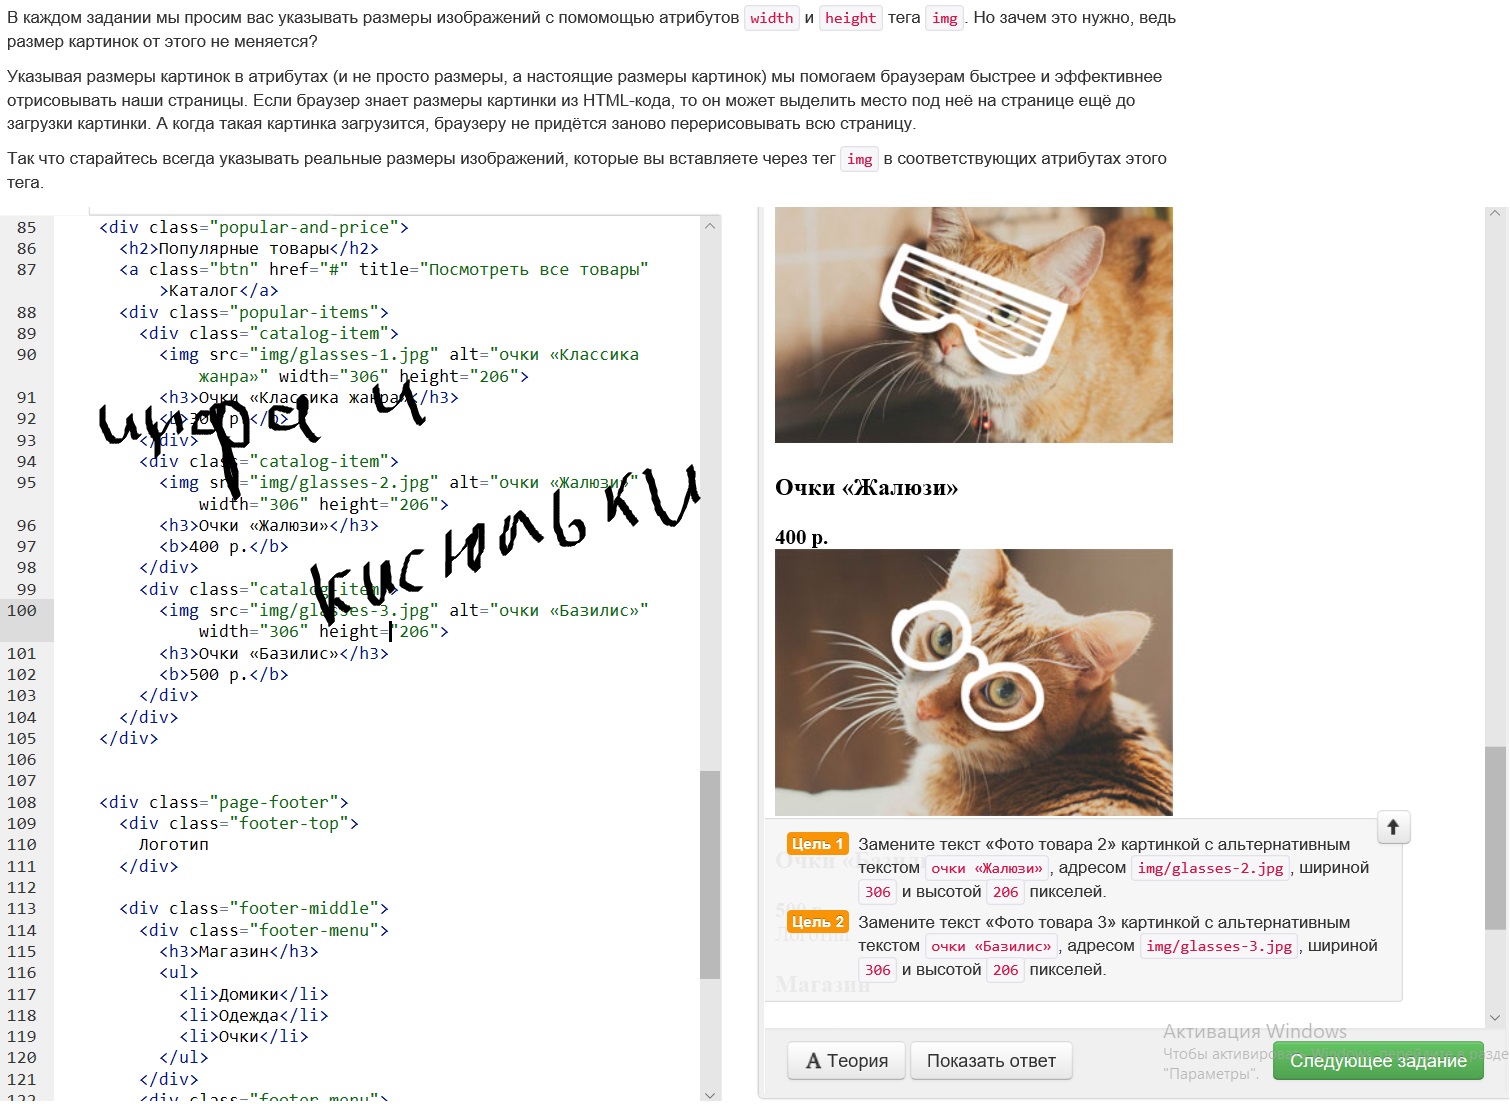 В каждом задании мы просим вас указывать размеры изображений с помомощью атрибутов width и height тега img . Но зачем это нужно, ведь
размер картинок от этого не меняется?
Указывая размеры картинок в атрибутах (и не просто размеры, а настоящие размеры картинок) мы помогаем браузерам быстрее и эффективнее
отрисовывать наши страницы. Если браузер знает размеры картинки из HTML-кода, то он может выделить место под неё на странице ещё до
загрузки картинки. А когда такая картинка загрузится, браузеру не придётся заново перерисовывать всю страницу.
Так что старайтесь всегда указывать реальные размеры изображений, которые вы вставляете через тег img в соответствующих атрибутах этого
тега.
85 <div class="popular-and-price">
86 <h2>Популярные товары</h2>
87 <a class="btn" href="#" title="Посмотреть все товары"
>Каталог</a>
88 <div class="popular-items">
89 <div class="catalog-item">
90 <img src="img/glasses-1.jpg" alt="очки «Классика
жанра»" width="306" height="206">
91 <h3>Очки «Классика жанра»</h3>
92 <b>300 р.</b>
93 </div>
94 <div class="catalog-item">
95 <img src="img/glasses-2.jpg" alt="очки «Жалюзи»"
width="306" height="206">
96 <h3>Очки «Жалюзи»</h3>
97 <b>400 р.</b>
98 </div>
99 <div class="catalog-item">
100 <img src="img/glasses-3.jpg" alt="очки «Базилис»"
width="306" height="206">
101 <h3>Очки «Базилис»</h3>
102 <b>500 р.</b>
103 </div>
104 </div>
105 </div>
106
107
108 <div class="page-footer">
109 <div class="footer-top">
110 Логотип
111 </div>
112
113 <div class="footer-middle">
114 <div class="footer-menu">
115 <h3>Магазин</h3>
116 <ul>
117 <li>Домики</li>
118 <li>Одежда</li>
119 <li>Очки</li>
120 </ul>
121 </div>
122 <div class="footer-menu">
кисюльки
Очки «Жалюзи»
400 р.
Очки «Базилис»
500 р.
Логотип
Магазин
Цель 1 Замените текст «Фото товара 2» картинкой с альтернативным
текстом очки «Жалюзи» , адресом img/glasses-2.jpg , шириной
306 и высотой 206 пикселей.
Цель 2 Замените текст «Фото товара 3» картинкой с альтернативным
текстом очки «Базилис» , адресом img/glasses-3.jpg , шириной
306 и высотой 206 пикселей.
А Теория
Показать ответ
Следующее задание
Активация Windows
"Параметры".